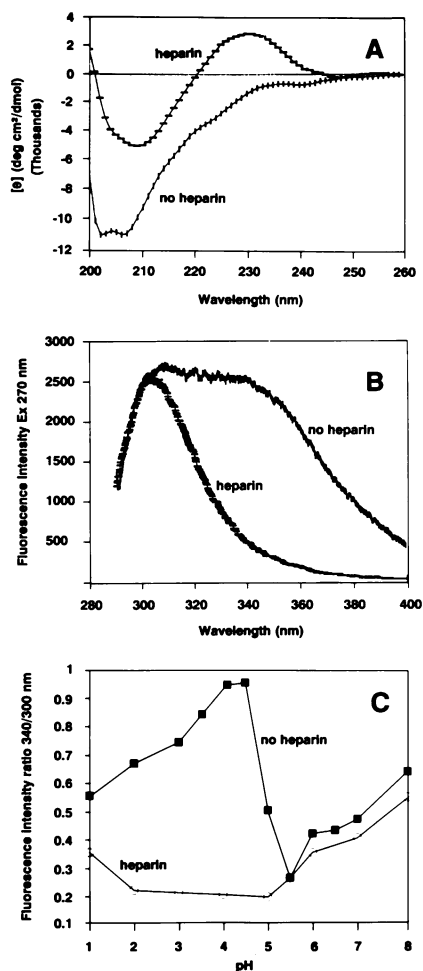 A
[θ] (deg cm²/dmol)
(Thousands)
4
2
0
-2
-4
-6
-8
-10
-12
heparin
no heparin
200 210 220 230 240 250 260
Wavelength (nm)
B
Fluorescence Intensity Ex 270 nm
3000
2500
2000
1500
1000
500
no heparin
heparin
280 300 320 340 360 380 400
Wavelength (nm)
C
Fluorescence Intensity ratio 340/300 nm
1
0.9
0.8
0.7
0.6
0.5
0.4
0.3
0.2
0.1
no heparin
heparin
1 2 3 4 5 6 7 8
pH